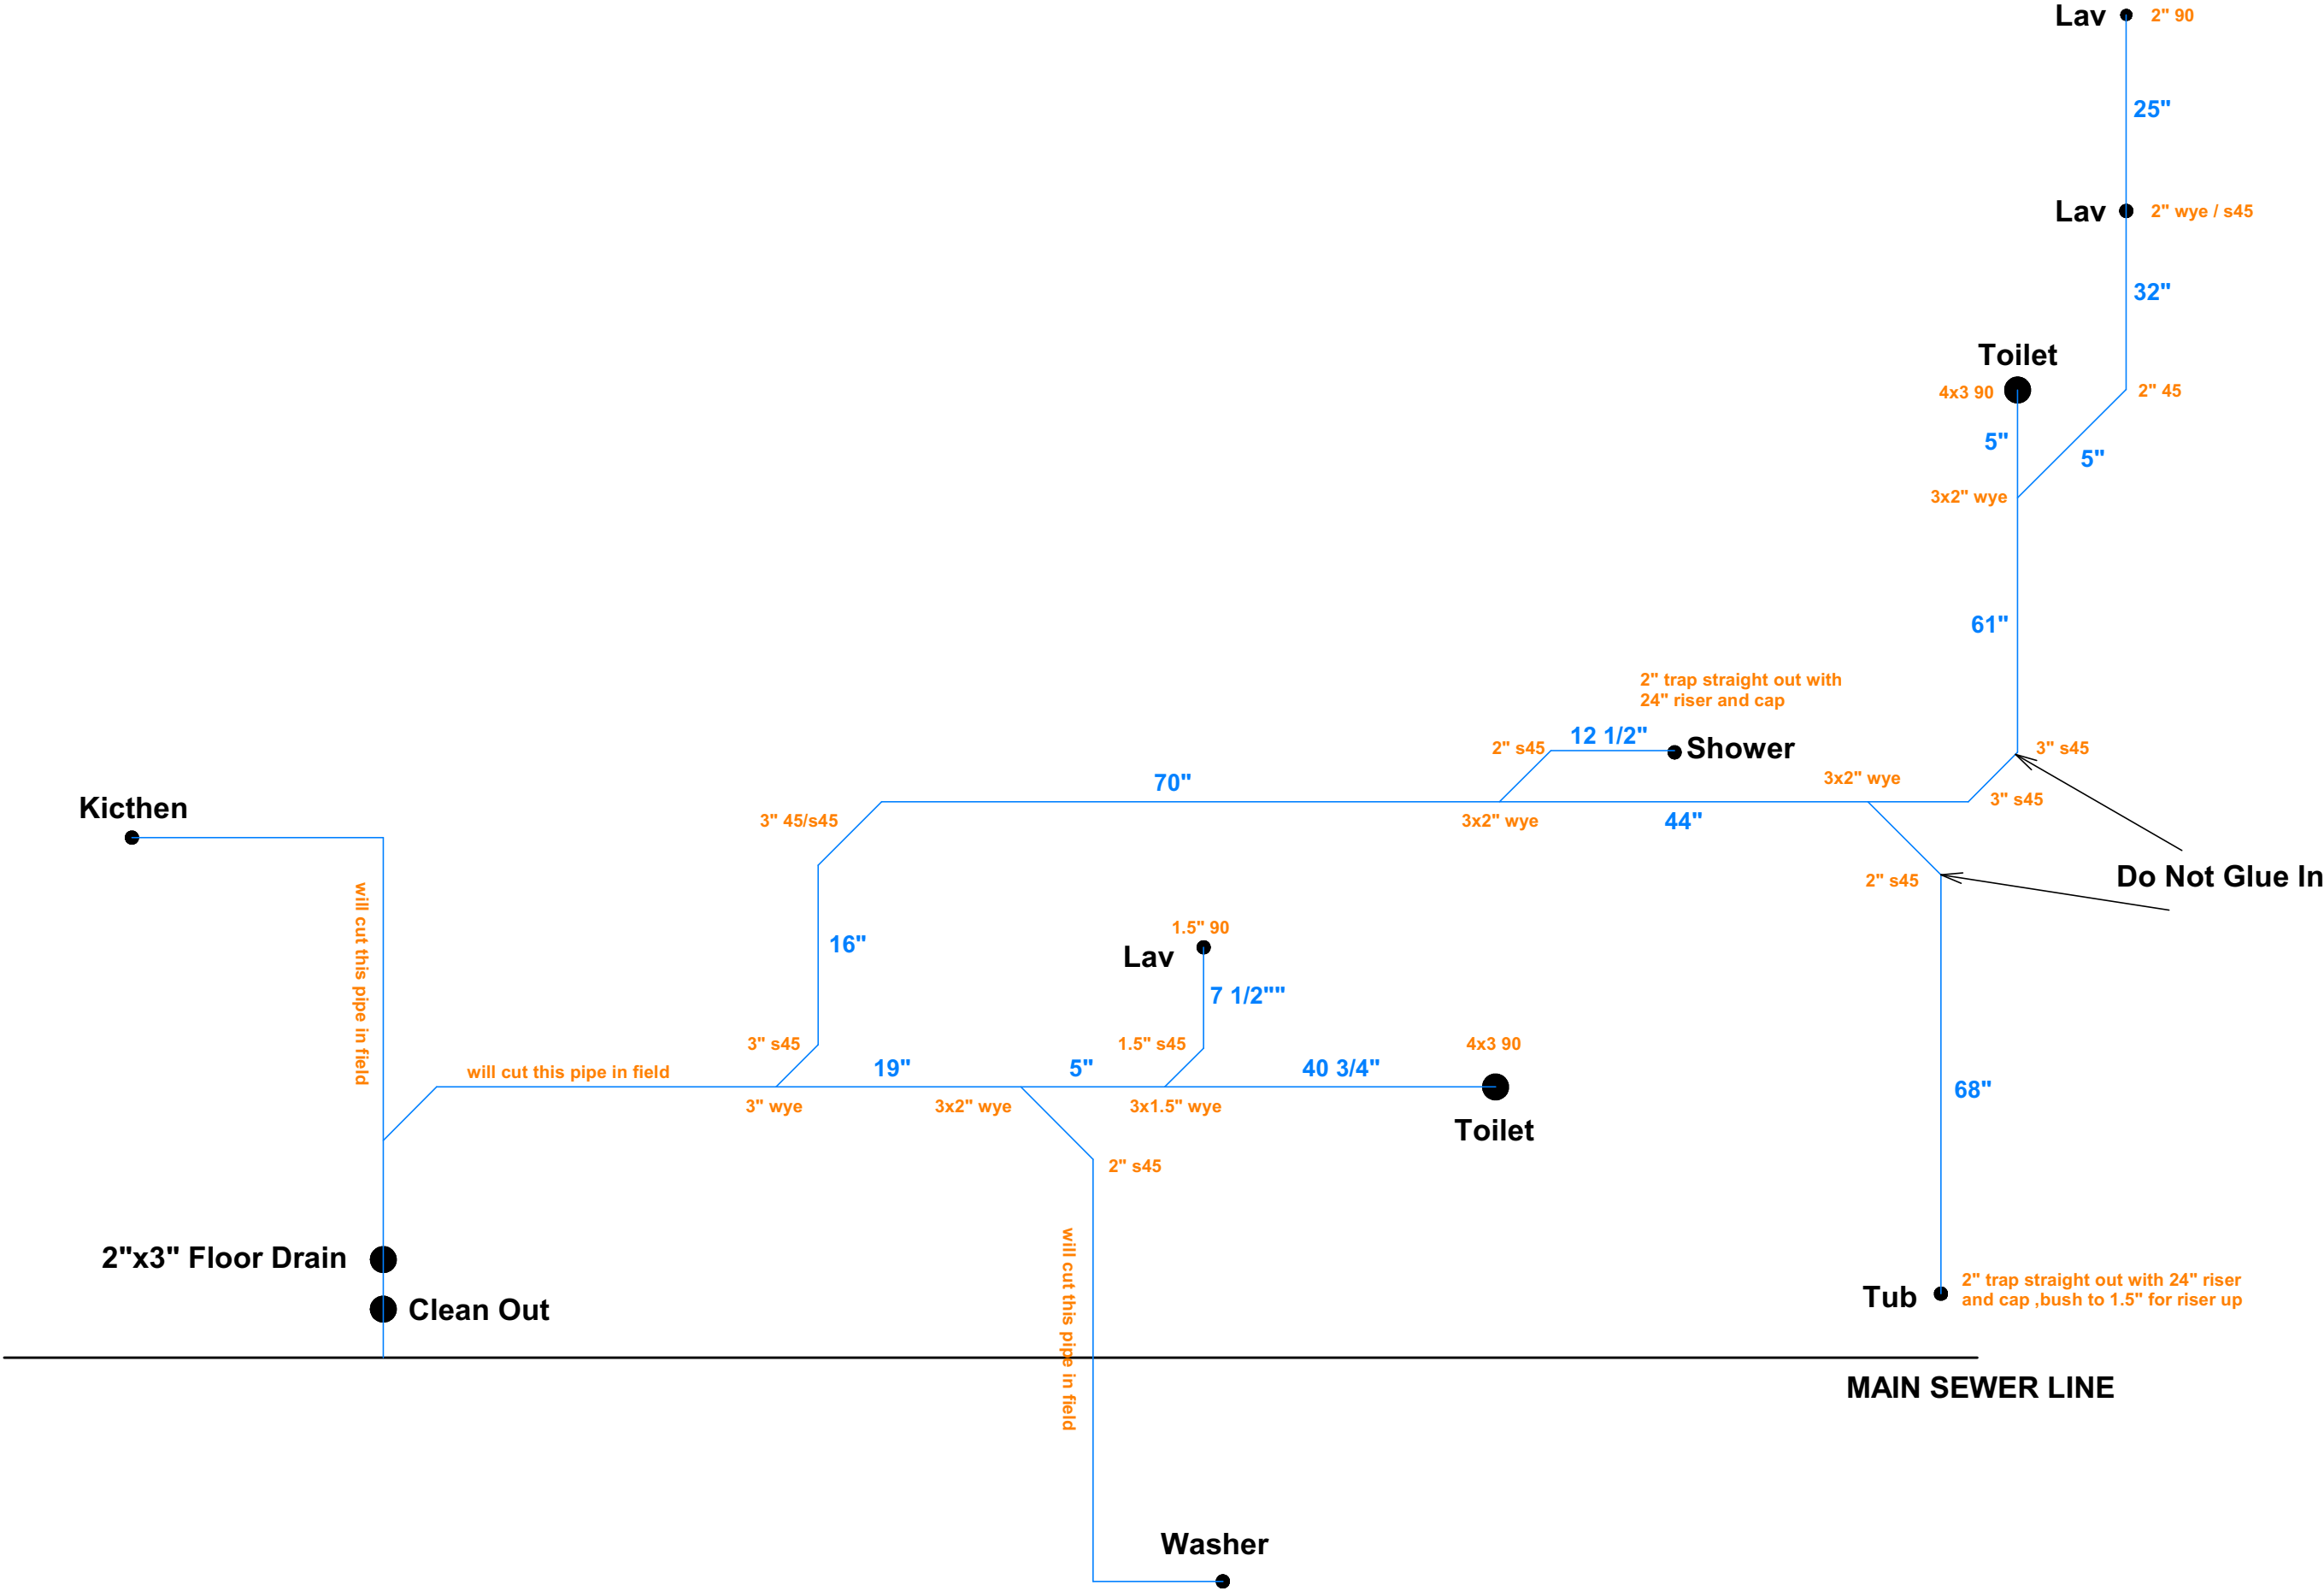 Lav
2" 90
25"
Lav
2" wye / s45
32"
Toilet
4x3 90
2" 45
5"
5"
3x2" wye
61"
2" trap straight out with
24" riser and cap
12 1/2"
2" s45
Shower
3" s45
70"
3x2" wye
3" s45
Kicthen
3" 45/s45
3x2" wye
44"
Do Not Glue In
2" s45
will cut this pipe in field
1.5" 90
16"
Lav
7 1/2""
3" s45
1.5" s45
4x3 90
will cut this pipe in field
19"
5"
40 3/4"
68"
3" wye
3x2" wye
3x1.5" wye
Toilet
2" s45
will cut this pipe in field
2"x3" Floor Drain
Clean Out
Tub
2" trap straight out with 24" riser
and cap ,bush to 1.5" for riser up
MAIN SEWER LINE
Washer